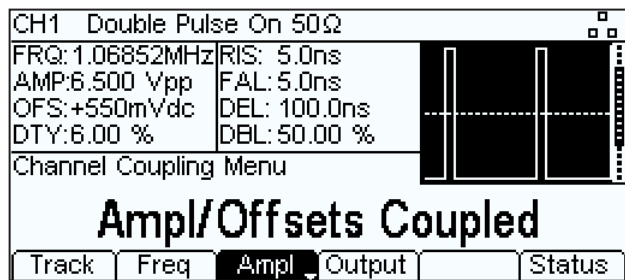 CH1 Double Pulse On 50Ω
FRQ: 1.06852MHz RIS: 5.0ns
AMP:6.500 Vpp FAL: 5.0ns
OFS:+550mVdc DEL: 100.0ns
DTY:6.00 % DBL: 50.00 %
Channel Coupling Menu
Ampl/Offsets Coupled
Track Freq Ampl Output Status